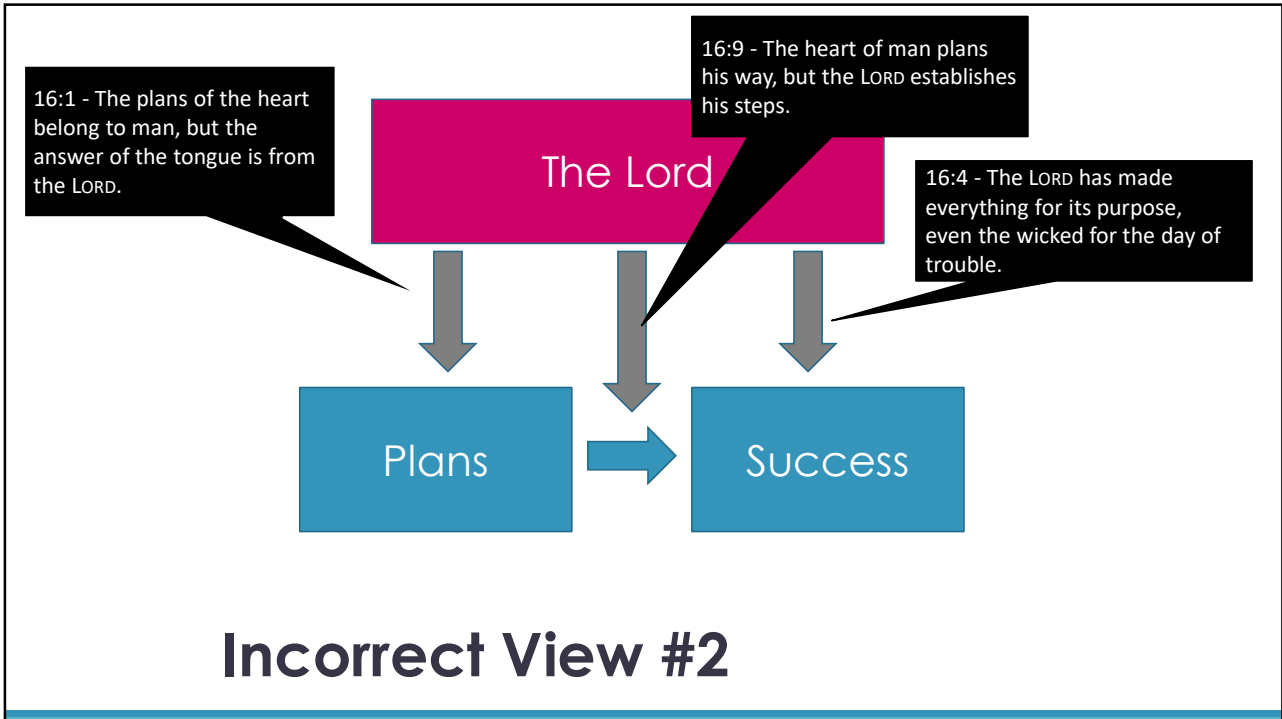 16:1 - The plans of the heart
belong to man, but the
answer of the tongue is from
the LORD.
16:9 - The heart of man plans
his way, but the LORD establishes
his steps.
The Lord
16:4 - The LORD has made
everything for its purpose,
even the wicked for the day of
trouble.
Plans
Success
Incorrect View #2